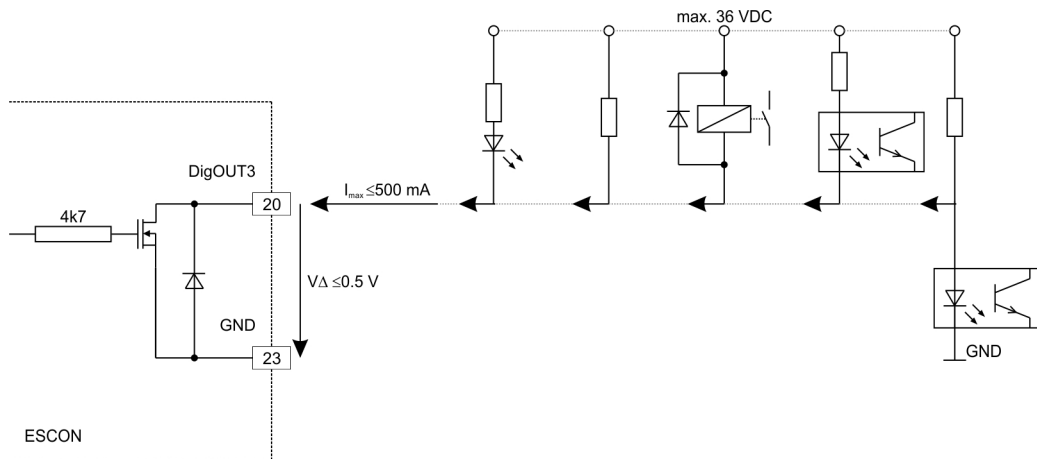 max. 36 VDC
DigOUT3
20
Imax ≤500 mA
4k7
V∆ ≤0.5 V
GND
23
GND
ESCON